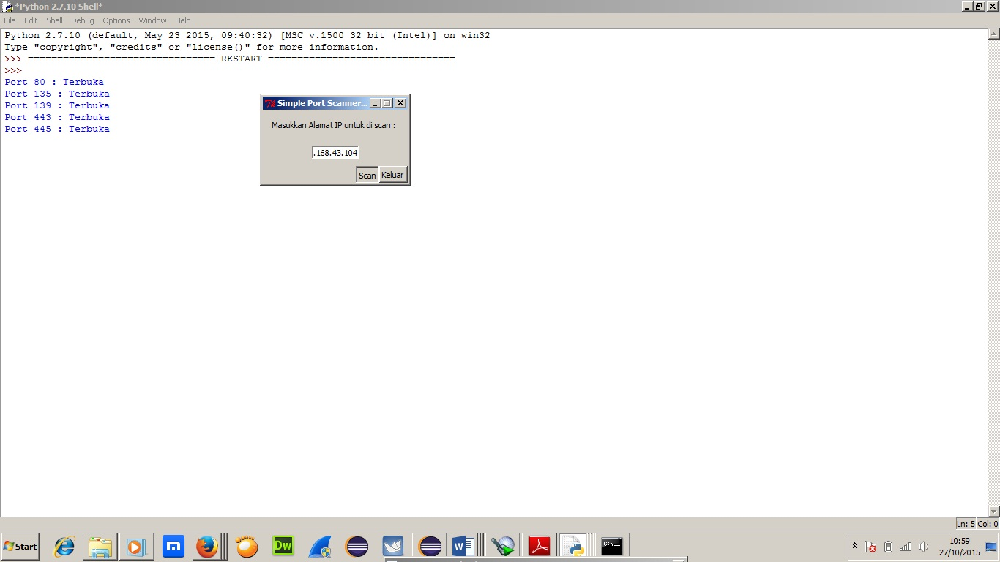 *Python 2.7.10 Shell*
File Edit Shell Debug Options Window Help
Python 2.7.10 (default, May 23 2015, 09:40:32) [MSC v.1500 32 bit (Intel)] on win32
Type "copyright", "credits" or "license()" for more information.
>>> ================================ RESTART ================================
>>>
Port 80 : Terbuka
Port 135 : Terbuka
Port 139 : Terbuka
Port 443 : Terbuka
Port 445 : Terbuka
Simple Port Scanner...
Masukkan Alamat IP untuk di scan :
.168.43.104
Scan Keluar
Ln: 5 Col: 0
Start
Dw
10:59
27/10/2015